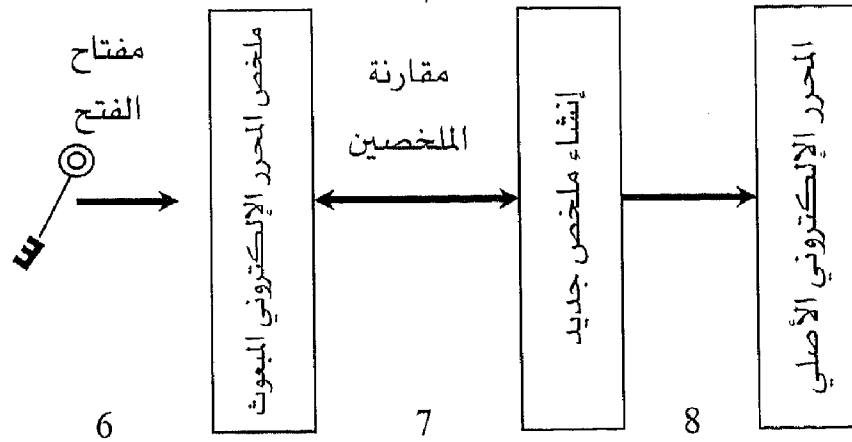 مفتاح
الفتح
ملخص المحرر الإلكتروني المبعوث
مقارنة
الملخصين
إنشاء ملخص جديد
المحرر الإلكتروني الأصلي
6
7
8